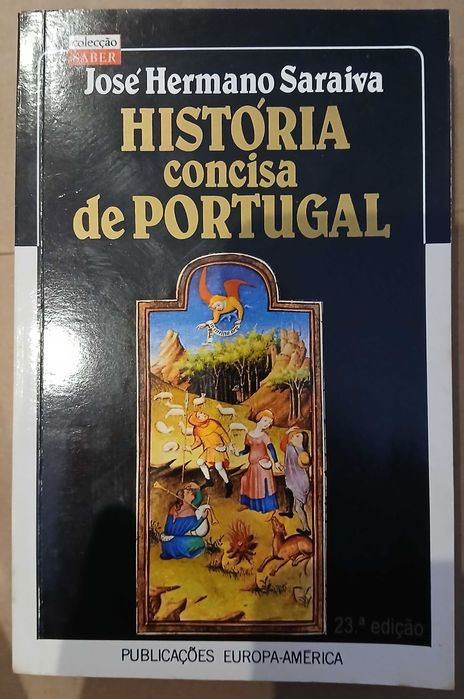 colecção
SABER
José Hermano Saraiva
HISTÓRIA
concisa
de PORTUGAL
23.ª edição
PUBLICAÇÕES EUROPA-AMÉRICA